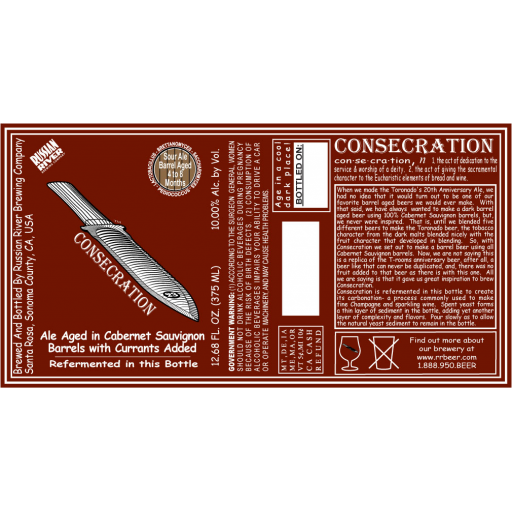 Brewed And Bottled By Russian River Brewing Company
Santa Rosa, Sonoma County, CA, USA
RUSSIAN
RIVER
Sour Ale
Barrel Aged
4 to 8
Months
CONSECRATION
Ale Aged in Cabernet Sauvignon
Barrels with Currants Added
Refermented in this Bottle
10.00% Alc. by Vol.
12.68 FL. OZ. (375 ML)
GOVERNMENT WARNING: (1) ACCORDING TO THE SURGEON GENERAL, WOMEN
SHOULD NOT DRINK ALCOHOLIC BEVERAGES DURING PREGNANCY
BECAUSE OF THE RISK OF BIRTH DEFECTS. (2) CONSUMPTION OF
ALCOHOLIC BEVERAGES IMPAIRS YOUR ABILITY TO DRIVE A CAR
OR OPERATE MACHINERY, AND MAY CAUSE HEALTH PROBLEMS.
Age in a cool
dark place!
BOTTLED ON:
MT, DE, IA
ME, MA, OR
VT 5¢, MI 10¢
CA CASH
REFUND
CONSECRATION
con·se·cra·tion, n 1. the act of dedication to the
service & worship of a deity. 2. the act of giving the sacramental
character to the Eucharistic elements of bread and wine.
When we made the Toronado's 20th Anniversary Ale, we
had no idea that it would turn out to be one of our
favorite barrel aged beers we would ever make. With
that said, we have always wanted to make a dark barrel
aged beer using 100% Cabernet Sauvignon barrels, but,
we never were inspired. That is, until we blended five
different beers to make the Toronado beer, the tobacco
character from the dark malts blended nicely with the
fruit character that developed in blending. So, with
Consecration we set out to make a barrel beer using all
Cabernet Sauvignon barrels. Now, we are not saying this
is a replica of the T-rooms anniversary beer, after all, a
beer like that can never be duplicated, and, there was no
fruit added to that beer as there is with this one. All
we are saying is that it gave us great inspiration to brew
Consecration.
Consecration is refermented in this bottle to create
its carbonation- a process commonly used to make
fine Champagne and sparkling wine. Spent yeast forms
a thin layer of sediment in the bottle, adding yet another
layer of complexity and flavors. Pour slowly as to allow
the natural yeast sediment to remain in the bottle.
Find out more about
our brewery at
www.rrbeer.com
1.888.950.BEER